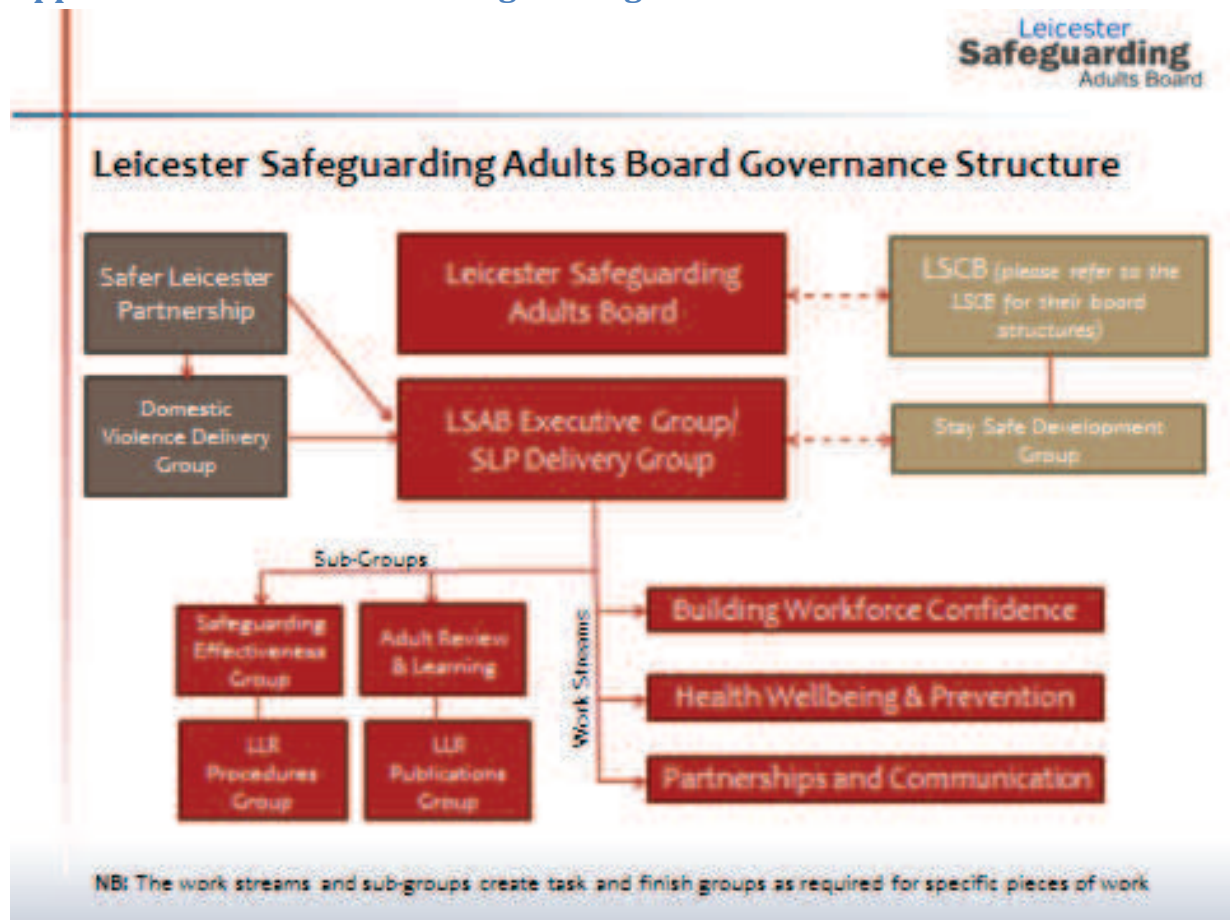 Leicester
Safeguarding
Adults Board
Leicester Safeguarding Adults Board Governance Structure
Safer Leicester
Partnership
Leicester Safeguarding
Adults Board
LSCB (please refer to the
LSCB for their board
structures)
Domestic
Violence Delivery
Group
LSAB Executive Group/
SLP Delivery Group
Stay Safe Development
Group
Sub-Groups
Work Streams
Safeguarding
Effectiveness
Group
Adult Review
& Learning
LLR
Procedures
Group
LLR
Publications
Group
Building Workforce Confidence
Health Wellbeing & Prevention
Partnerships and Communication
NB: The work streams and sub-groups create task and finish groups as required for specific pieces of work